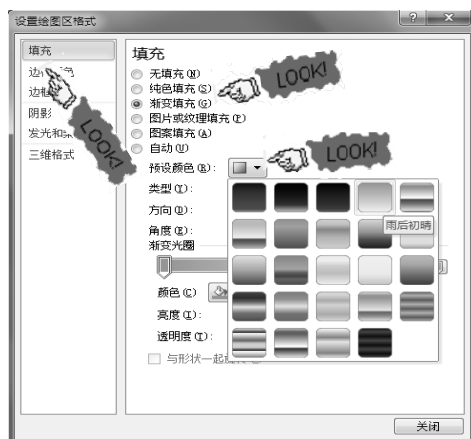 设置绘图区格式
填充
边
边框
阴影
发光和
三维格式
填充
无填充(N)
纯色填充(S)
渐变填充(G)
图片或纹理填充(P)
图案填充(A)
自动(U)
预设颜色(R):
类型(Y):
方向(D):
角度(E):
渐变光圈
颜色(C)
亮度(E):
透明度(T):
与形状一起
雨后初晴
关闭
LOOK!
LOOK!
LOOK!